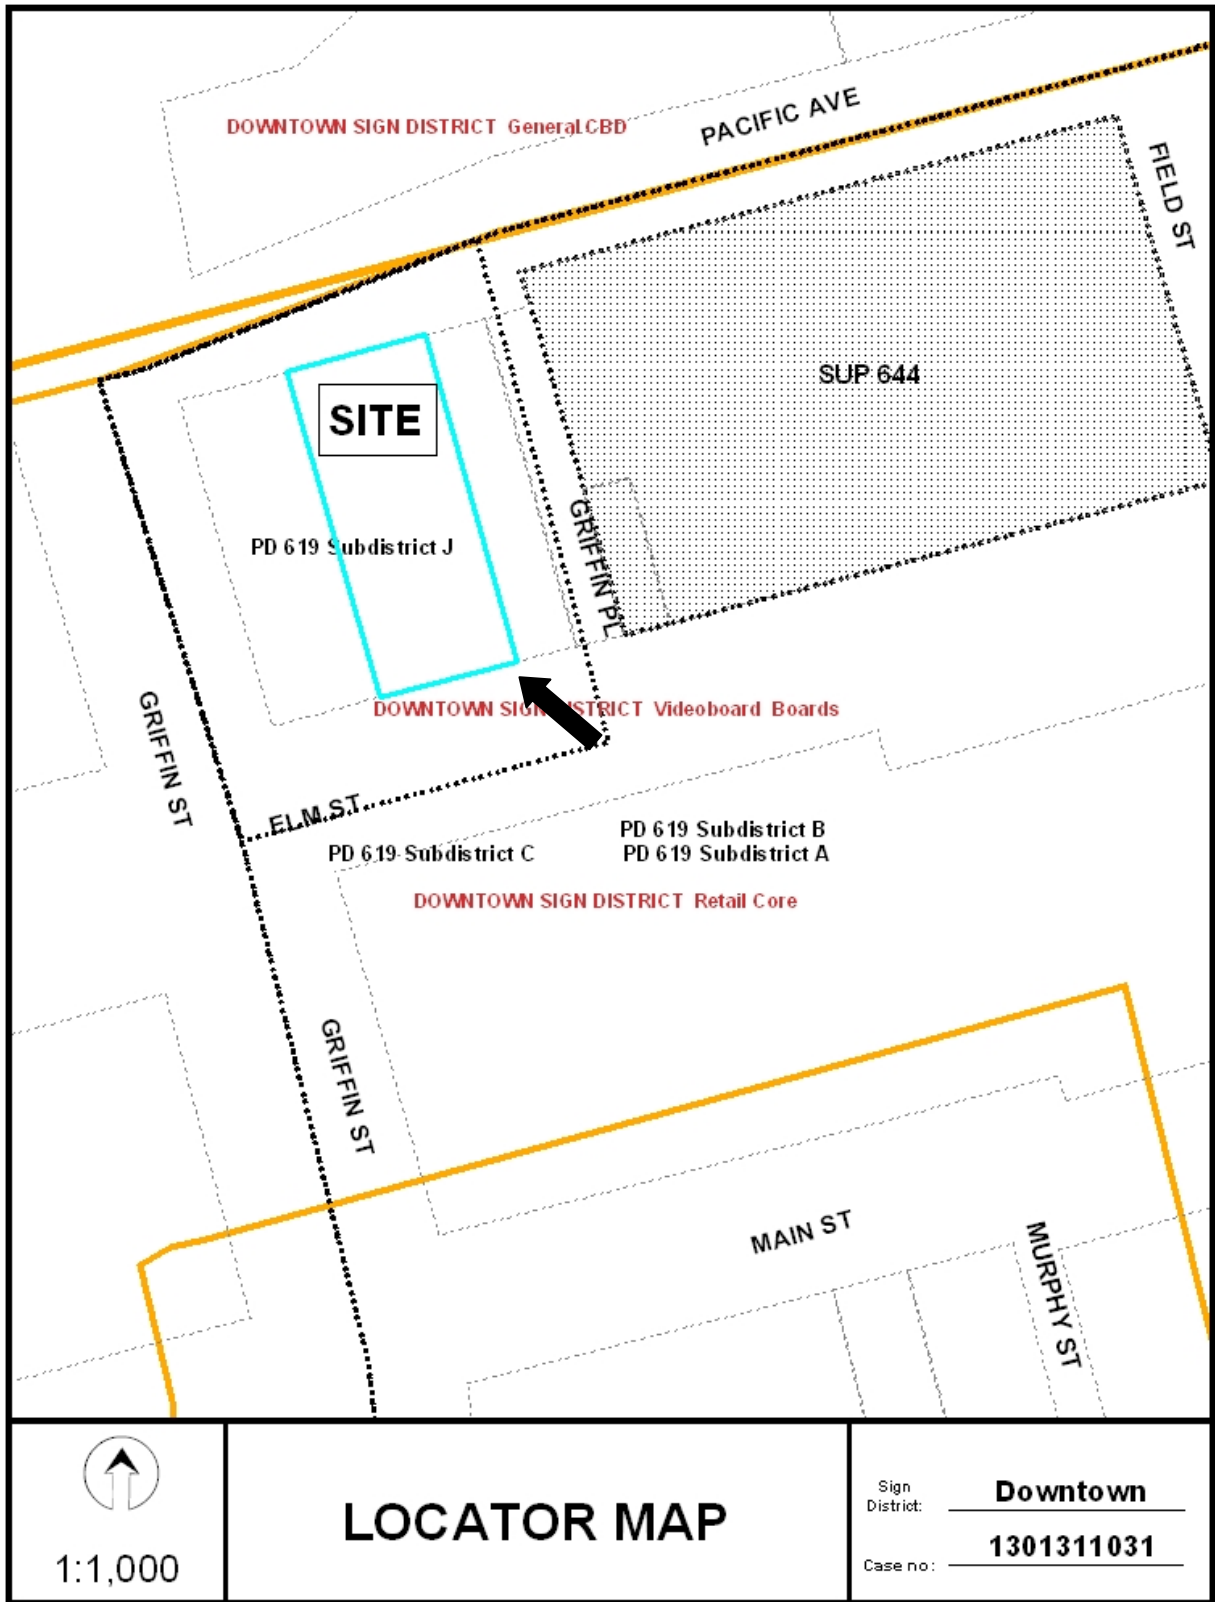 DOWNTOWN SIGN DISTRICT General CBD
PACIFIC AVE
FIELD ST
SUP 644
SITE
GRIFFIN PL
PD 619 Subdistrict J
GRIFFIN ST
DOWNTOWN SIGN DISTRICT Videoboard Boards
ELM ST
PD 619 Subdistrict B
PD 619 Subdistrict C
PD 619 Subdistrict A
DOWNTOWN SIGN DISTRICT Retail Core
GRIFFIN ST
MAIN ST
MURPHY ST
1:1,000
LOCATOR MAP
Sign District: Downtown
Case no: 1301311031